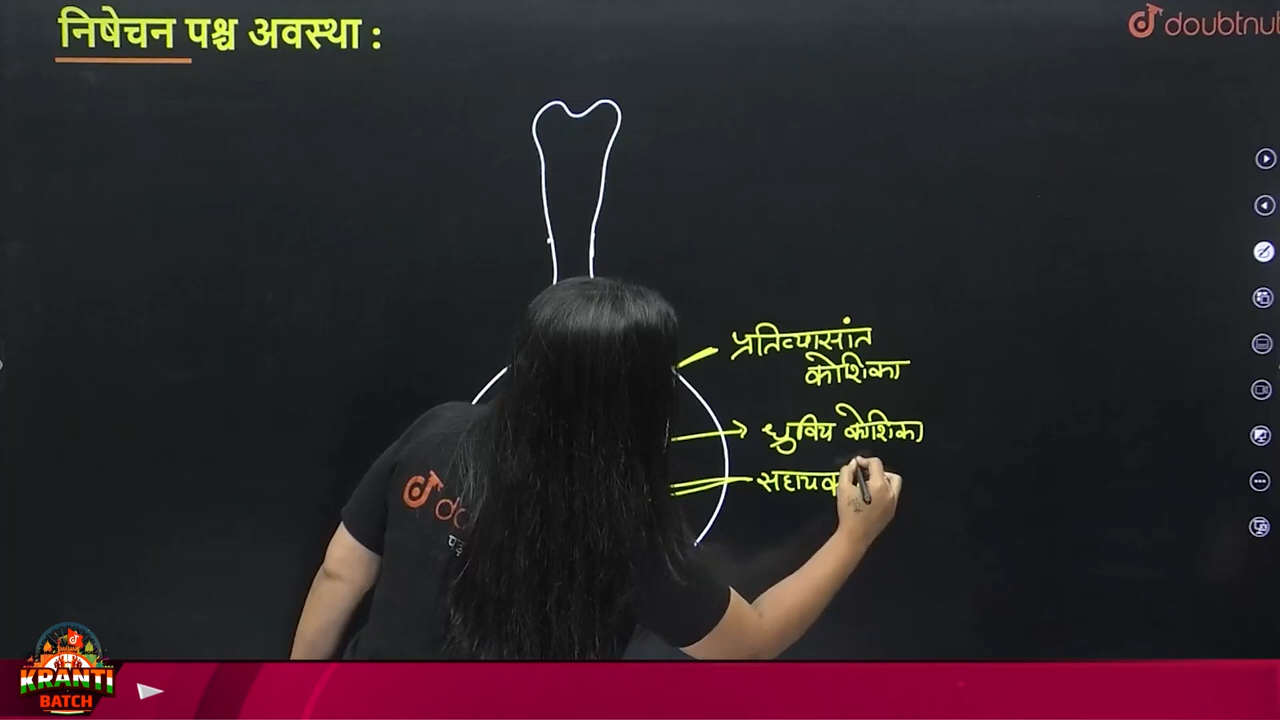 निषेचन पश्च अवस्था :
doubtnut
प्रतिव्यासांत
कोशिका
ध्रुविय कोशिका
सहायक
KRANTI
BATCH